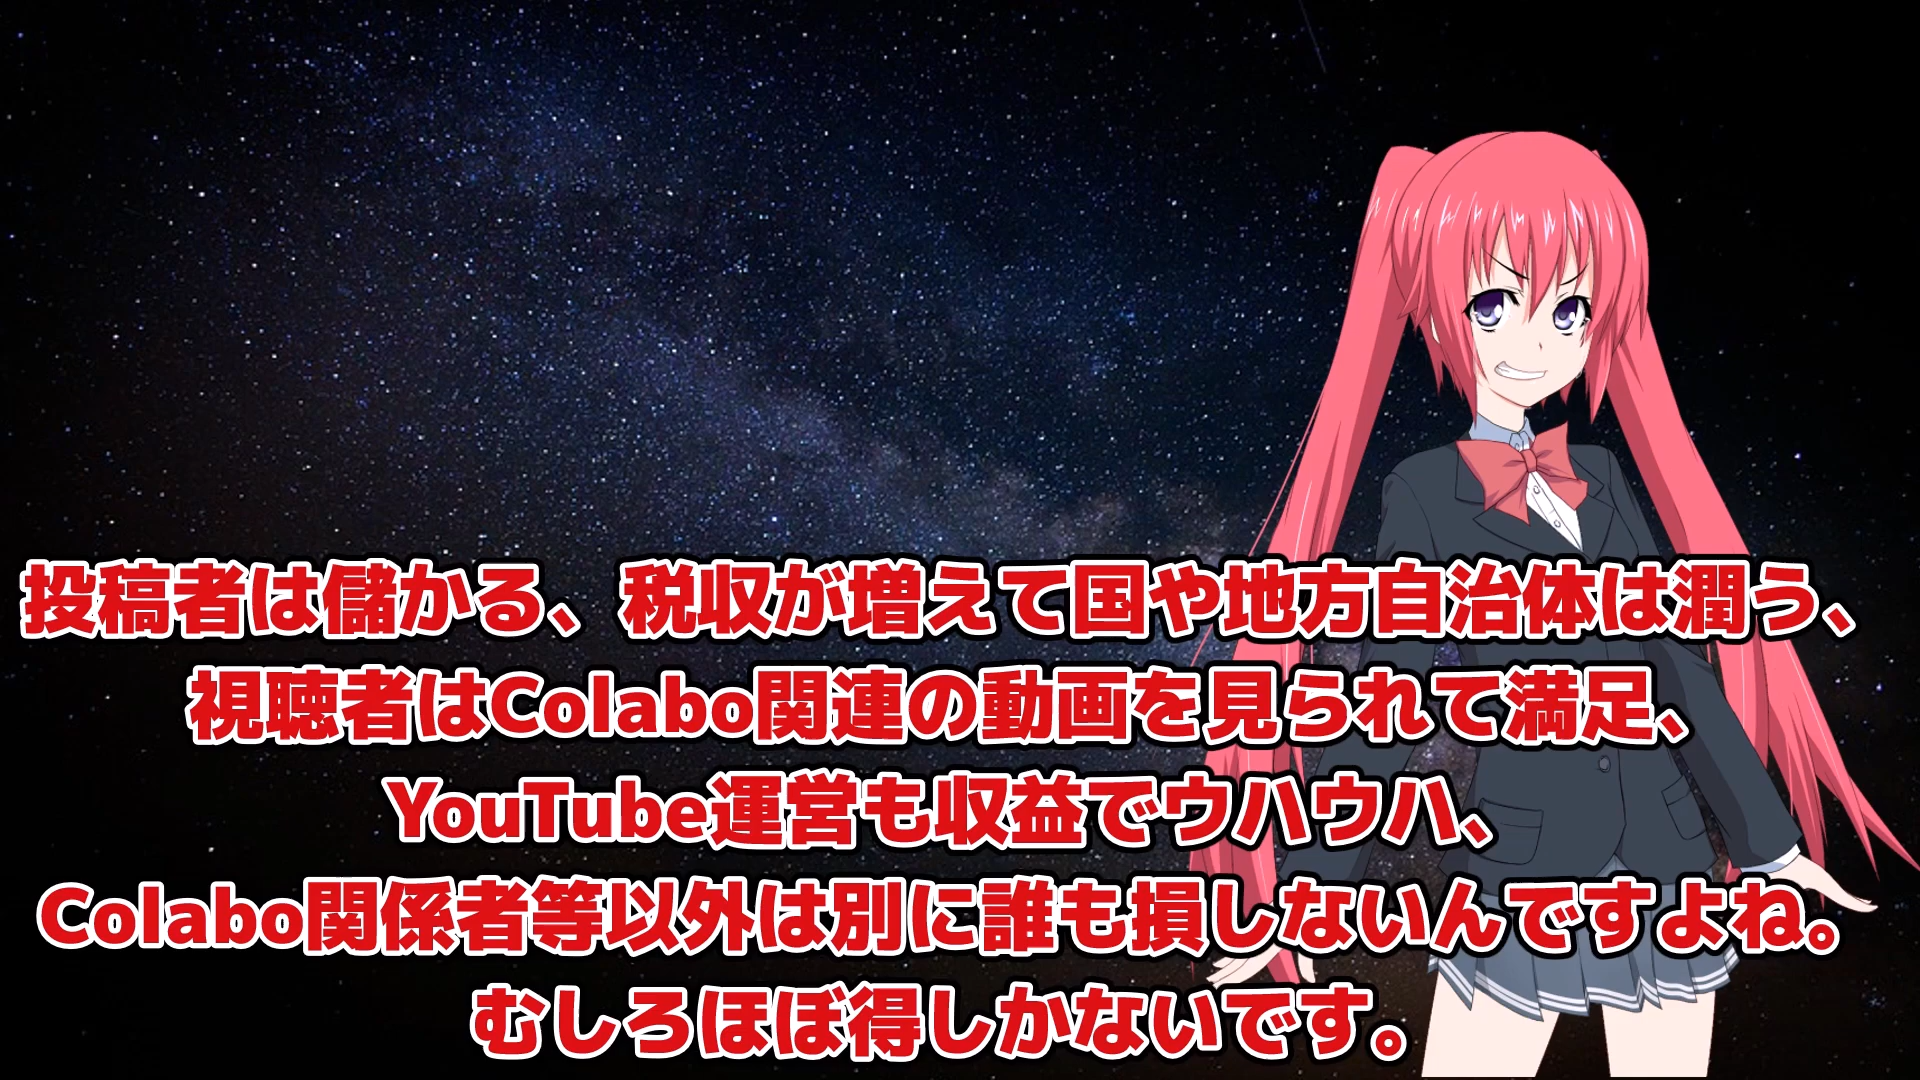 投稿者は儲かる、税収が増えて国や地方自治体は潤う、
視聴者はColabo関連の動画を見られて満足、
YouTube運営も収益でウハウハ、
Colabo関係者等以外は別に誰も損しないんですよね。
むしろほぼ得しかないです。